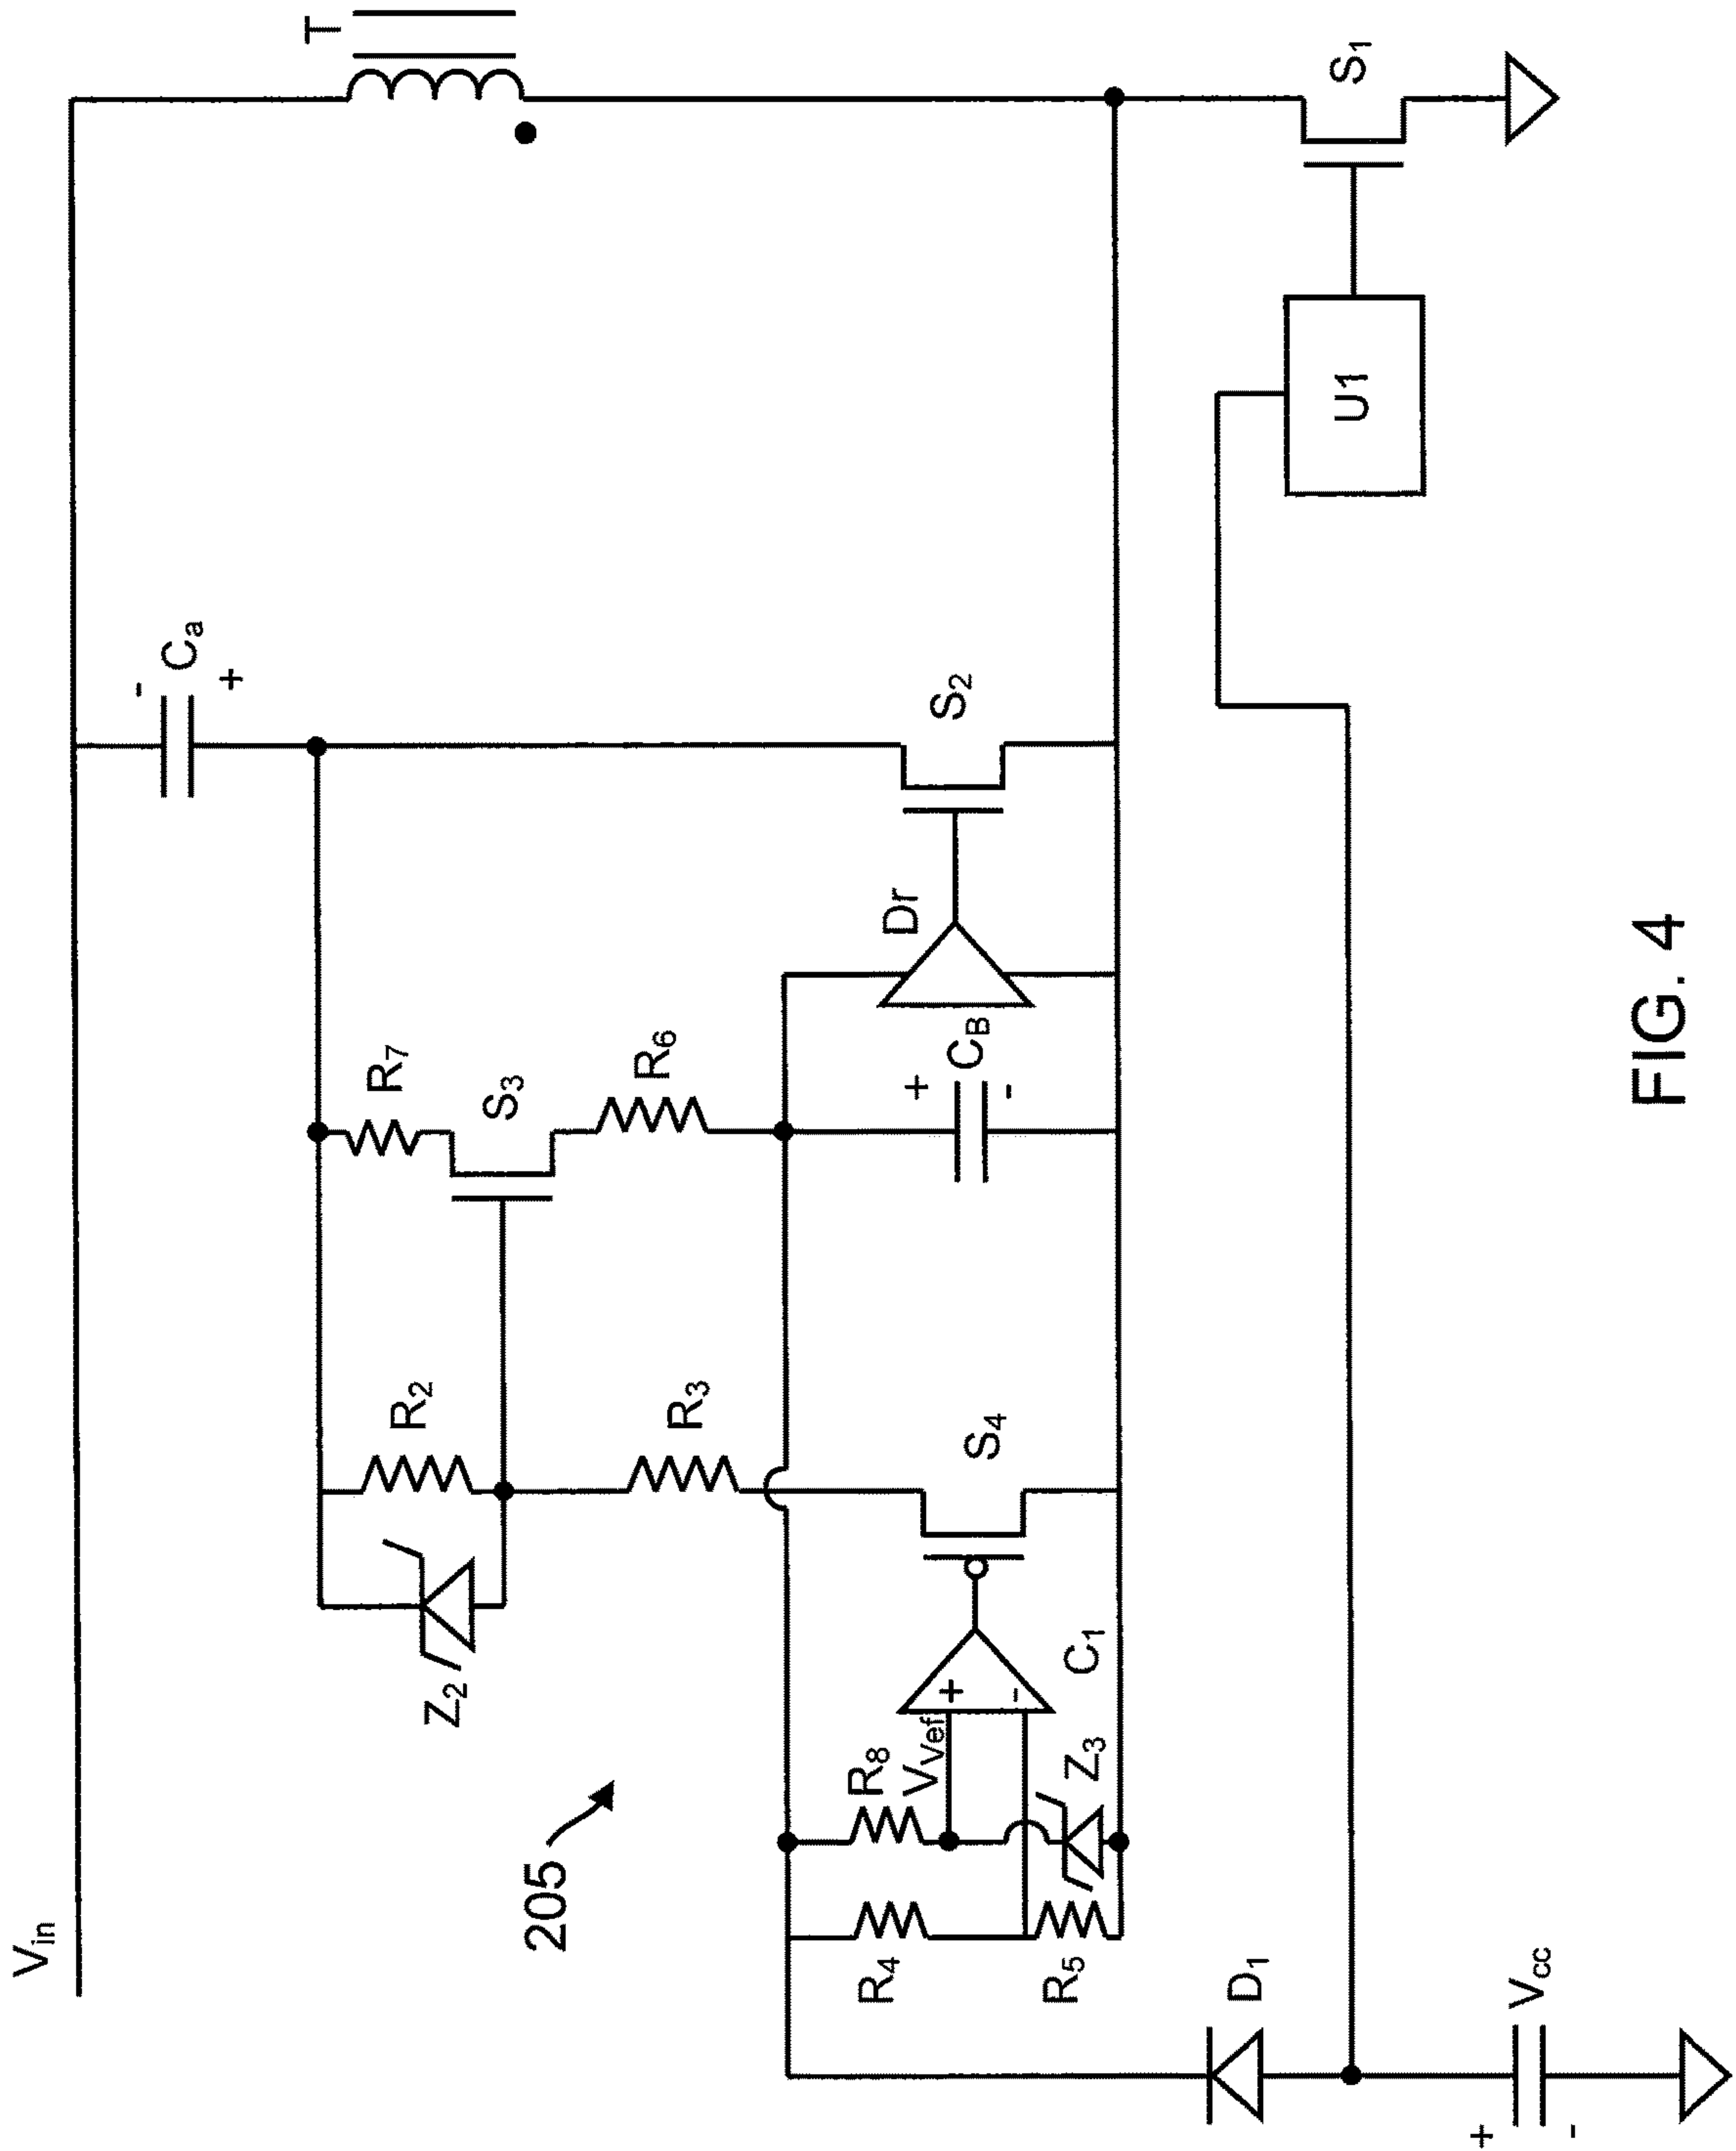 Vin
T
Ca
-
+
R7
S3
R6
R2
Z2
R3
S2
Dr
CB
+
-
S4
C1
+
-
VVef
R8
Z3
R4
R5
205
D1
Vcc
+
-
U1
S1
FIG. 4